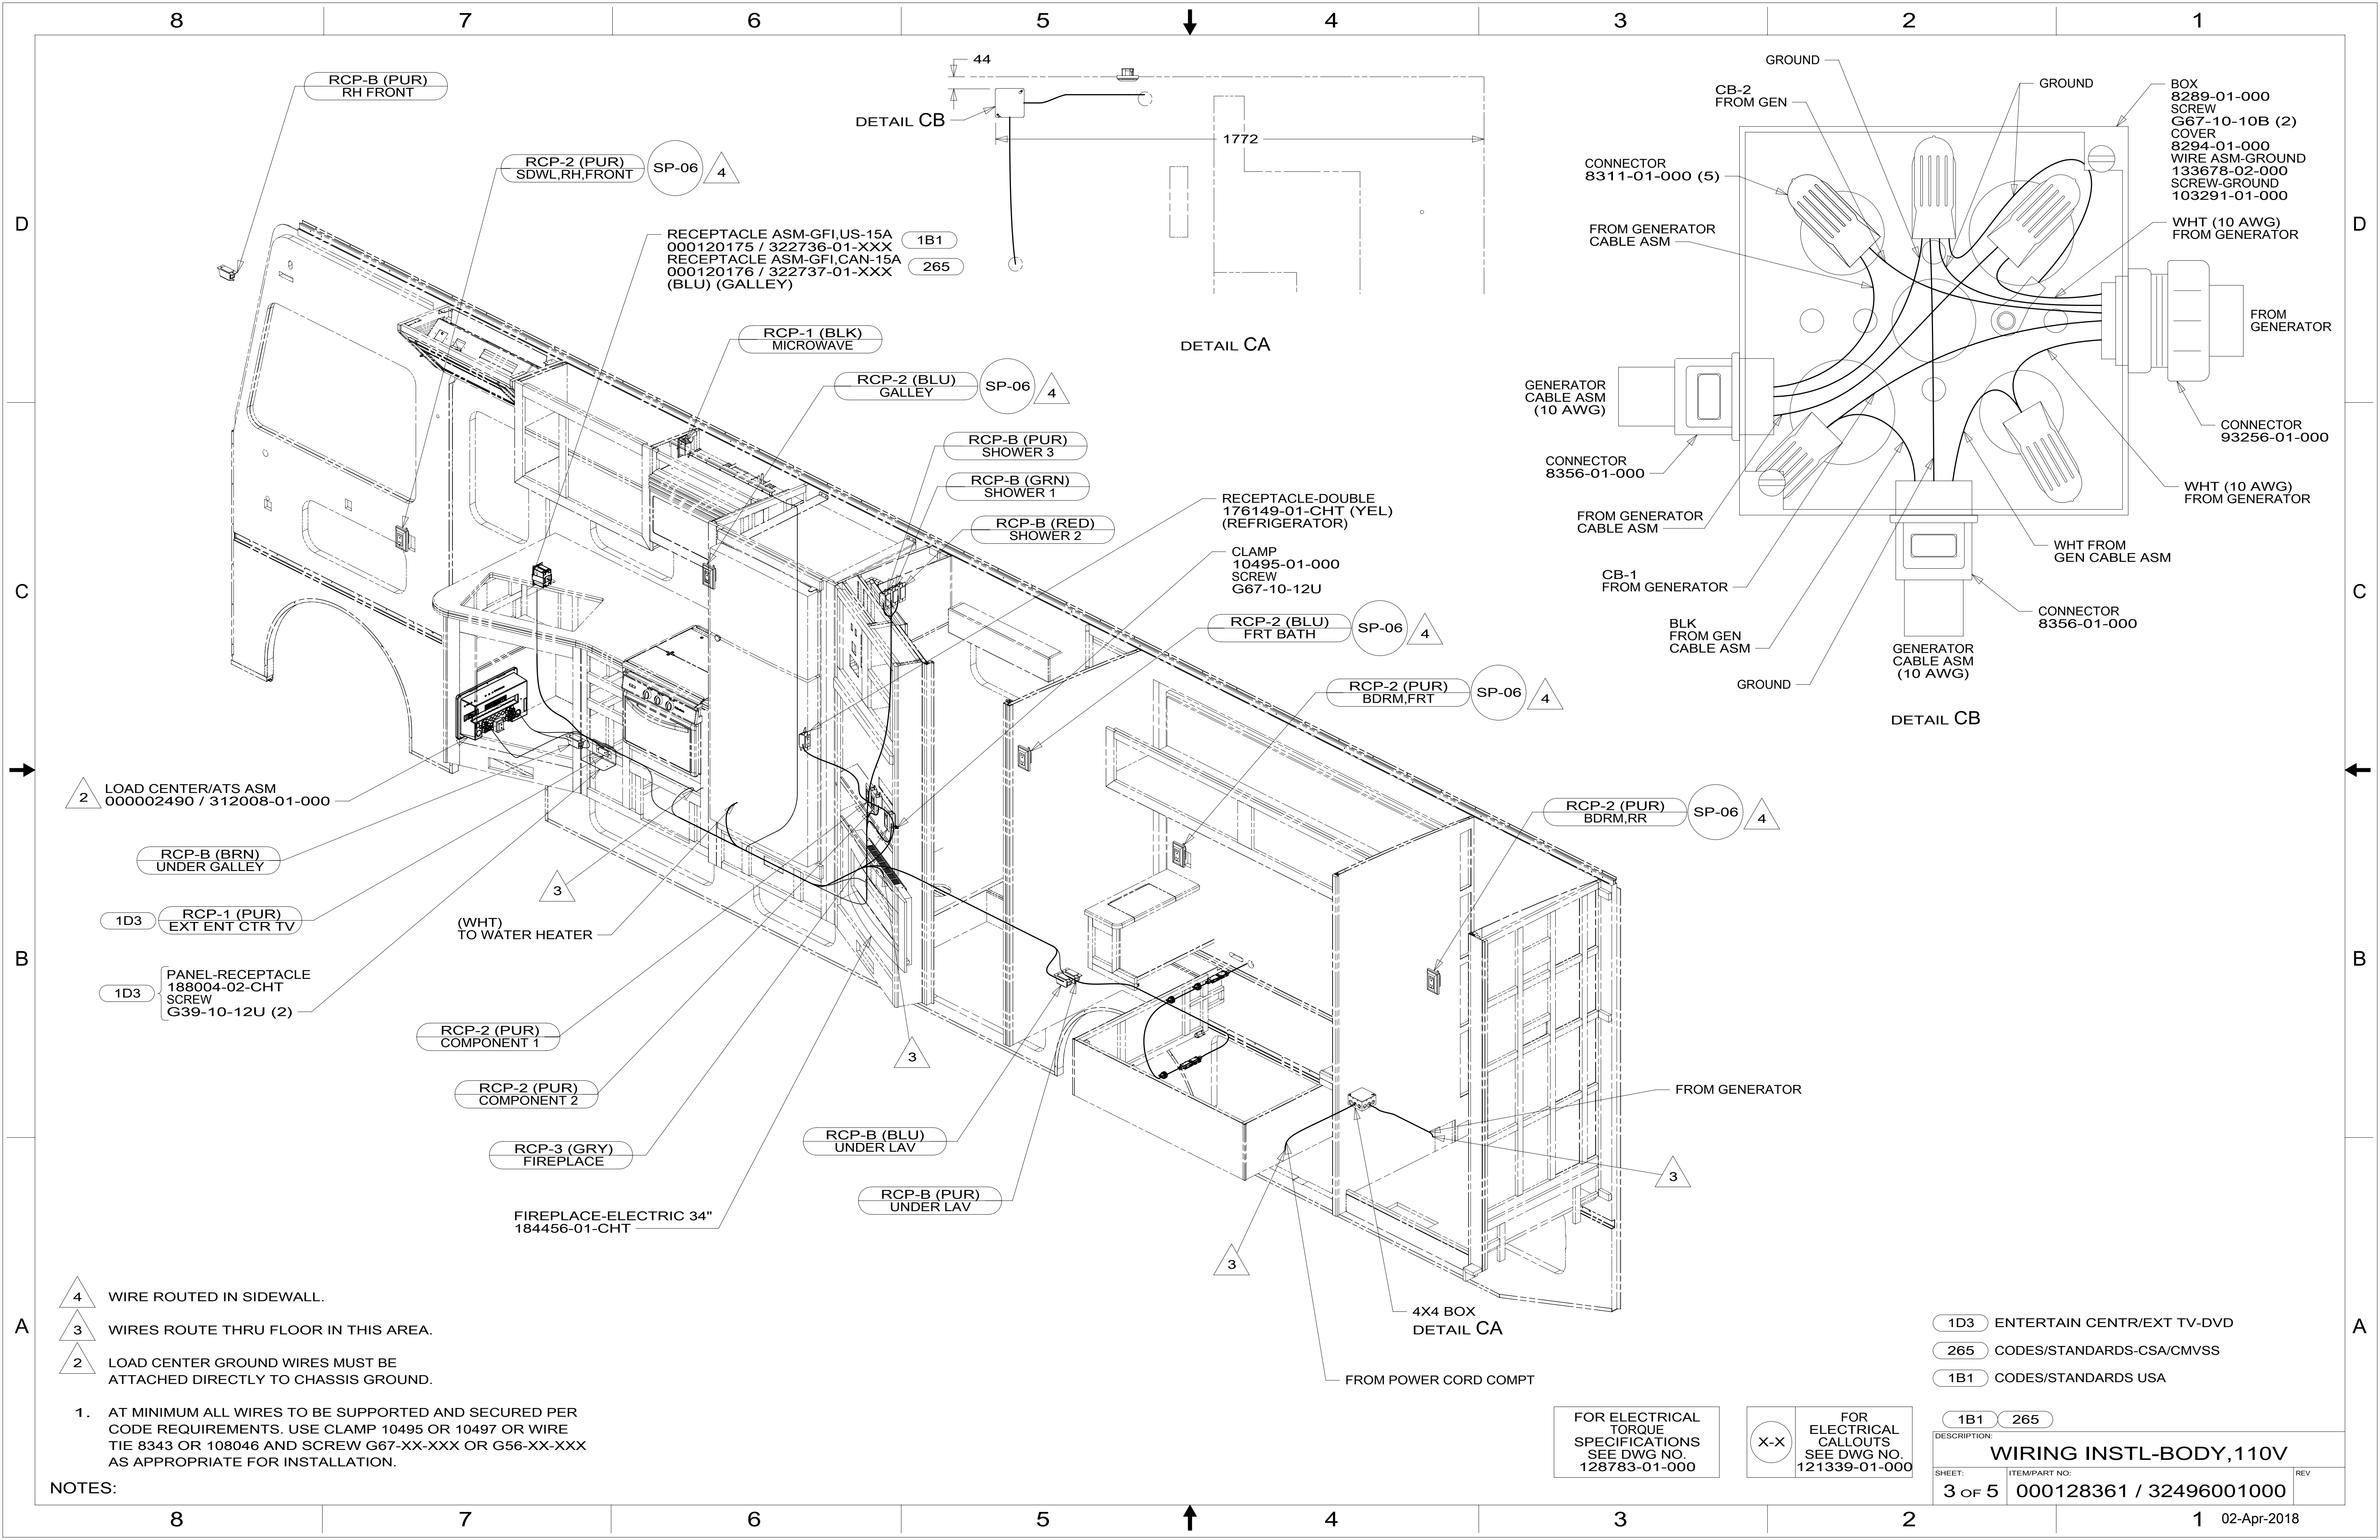 8 7 6 5 4 3 2 1
D
C
B
A
D
C
B
A
RCP-B (PUR)
RH FRONT
RCP-2 (PUR)
SDWL,RH,FRONT
SP-06
4
RECEPTACLE ASM-GFI,US-15A
000120175 / 322736-01-XXX
RECEPTACLE ASM-GFI,CAN-15A
000120176 / 322737-01-XXX
(BLU) (GALLEY)
1B1
265
RCP-1 (BLK)
MICROWAVE
RCP-2 (BLU)
GALLEY
SP-06
4
RCP-B (PUR)
SHOWER 3
RCP-B (GRN)
SHOWER 1
RCP-B (RED)
SHOWER 2
RECEPTACLE-DOUBLE
176149-01-CHT (YEL)
(REFRIGERATOR)
CLAMP
10495-01-000
SCREW
G67-10-12U
RCP-2 (BLU)
FRT BATH
SP-06
4
RCP-2 (PUR)
BDRM,FRT
SP-06
4
RCP-2 (PUR)
BDRM,RR
SP-06
4
44
DETAIL CB
1772
DETAIL CA
GROUND
CB-2
FROM GEN
GROUND
BOX
8289-01-000
SCREW
G67-10-10B (2)
COVER
8294-01-000
WIRE ASM-GROUND
133678-02-000
SCREW-GROUND
103291-01-000
CONNECTOR
8311-01-000 (5)
WHT (10 AWG)
FROM GENERATOR
FROM GENERATOR
CABLE ASM
FROM
GENERATOR
GENERATOR
CABLE ASM
(10 AWG)
CONNECTOR
93256-01-000
CONNECTOR
8356-01-000
WHT (10 AWG)
FROM GENERATOR
FROM GENERATOR
CABLE ASM
WHT FROM
GEN CABLE ASM
CB-1
FROM GENERATOR
CONNECTOR
8356-01-000
BLK
FROM GEN
CABLE ASM
GENERATOR
CABLE ASM
(10 AWG)
GROUND
DETAIL CB
2
LOAD CENTER/ATS ASM
000002490 / 312008-01-000
RCP-B (BRN)
UNDER GALLEY
1D3
RCP-1 (PUR)
EXT ENT CTR TV
1D3
PANEL-RECEPTACLE
188004-02-CHT
SCREW
G39-10-12U (2)
3
(WHT)
TO WATER HEATER
RCP-2 (PUR)
COMPONENT 1
RCP-2 (PUR)
COMPONENT 2
RCP-3 (GRY)
FIREPLACE
FIREPLACE-ELECTRIC 34"
184456-01-CHT
3
RCP-B (BLU)
UNDER LAV
RCP-B (PUR)
UNDER LAV
FROM GENERATOR
3
3
4X4 BOX
DETAIL CA
FROM POWER CORD COMPT
4 WIRE ROUTED IN SIDEWALL.
3 WIRES ROUTE THRU FLOOR IN THIS AREA.
2 LOAD CENTER GROUND WIRES MUST BE
ATTACHED DIRECTLY TO CHASSIS GROUND.
1. AT MINIMUM ALL WIRES TO BE SUPPORTED AND SECURED PER
CODE REQUIREMENTS. USE CLAMP 10495 OR 10497 OR WIRE
TIE 8343 OR 108046 AND SCREW G67-XX-XXX OR G56-XX-XXX
AS APPROPRIATE FOR INSTALLATION.
NOTES:
1D3 ENTERTAIN CENTR/EXT TV-DVD
265 CODES/STANDARDS-CSA/CMVSS
1B1 CODES/STANDARDS USA
FOR ELECTRICAL
TORQUE
SPECIFICATIONS
SEE DWG NO.
128783-01-000
X-X
FOR
ELECTRICAL
CALLOUTS
SEE DWG NO.
121339-01-000
1B1 265
DESCRIPTION:
WIRING INSTL-BODY,110V
SHEET:
3 OF 5
ITEM/PART NO:
000128361 / 32496001000
REV
8 7 6 5 4 3 2 1
02-Apr-2018